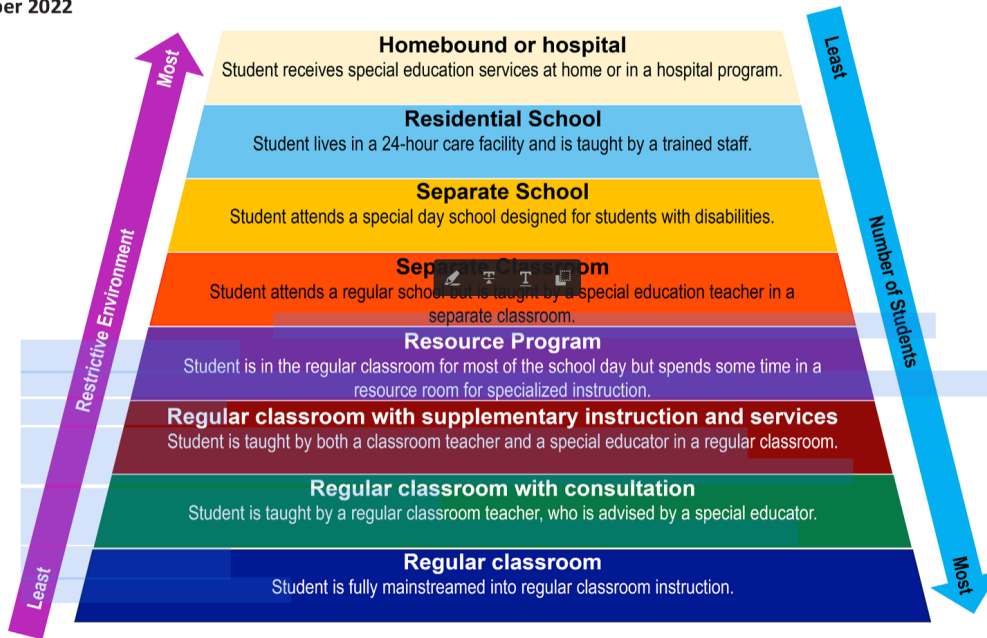 ber 2022
Most
Restrictive Environment
Least
Homebound or hospital
Student receives special education services at home or in a hospital program.
Residential School
Student lives in a 24-hour care facility and is taught by a trained staff.
Separate School
Student attends a special day school designed for students with disabilities.
Separate Classroom
Student attends a regular school but is taught by a special education teacher in a
separate classroom.
Resource Program
Student is in the regular classroom for most of the school day but spends some time in a
resource room for specialized instruction.
Regular classroom with supplementary instruction and services
Student is taught by both a classroom teacher and a special educator in a regular classroom.
Regular classroom with consultation
Student is taught by a regular classroom teacher, who is advised by a special educator.
Regular classroom
Student is fully mainstreamed into regular classroom instruction.
Least
Number of Students
Most